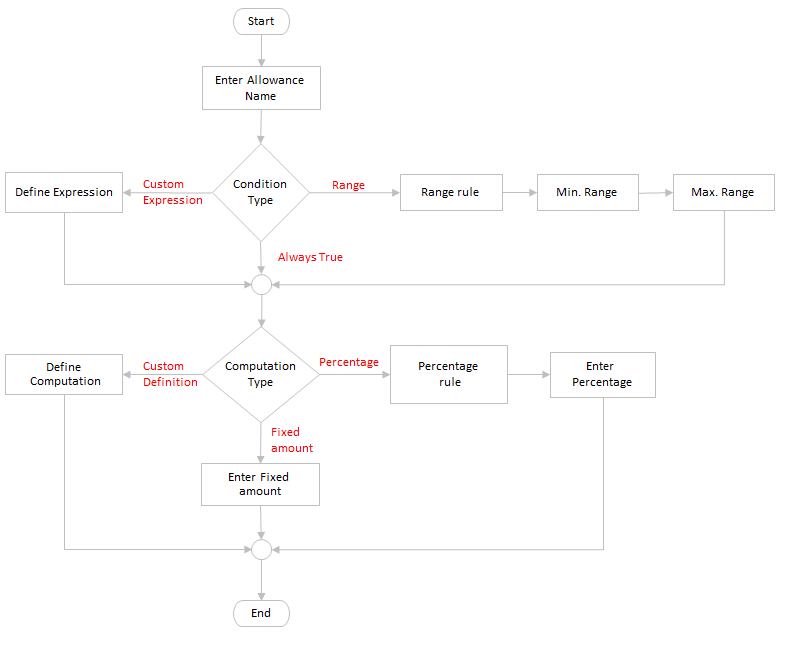 Start
Enter Allowance
Name
Condition
Type
Custom
Expression
Define Expression
Range
Range rule
Min. Range
Max. Range
Always True
Computation
Type
Custom
Definition
Define
Computation
Percentage
Percentage
rule
Enter
Percentage
Fixed
amount
Enter Fixed
amount
End